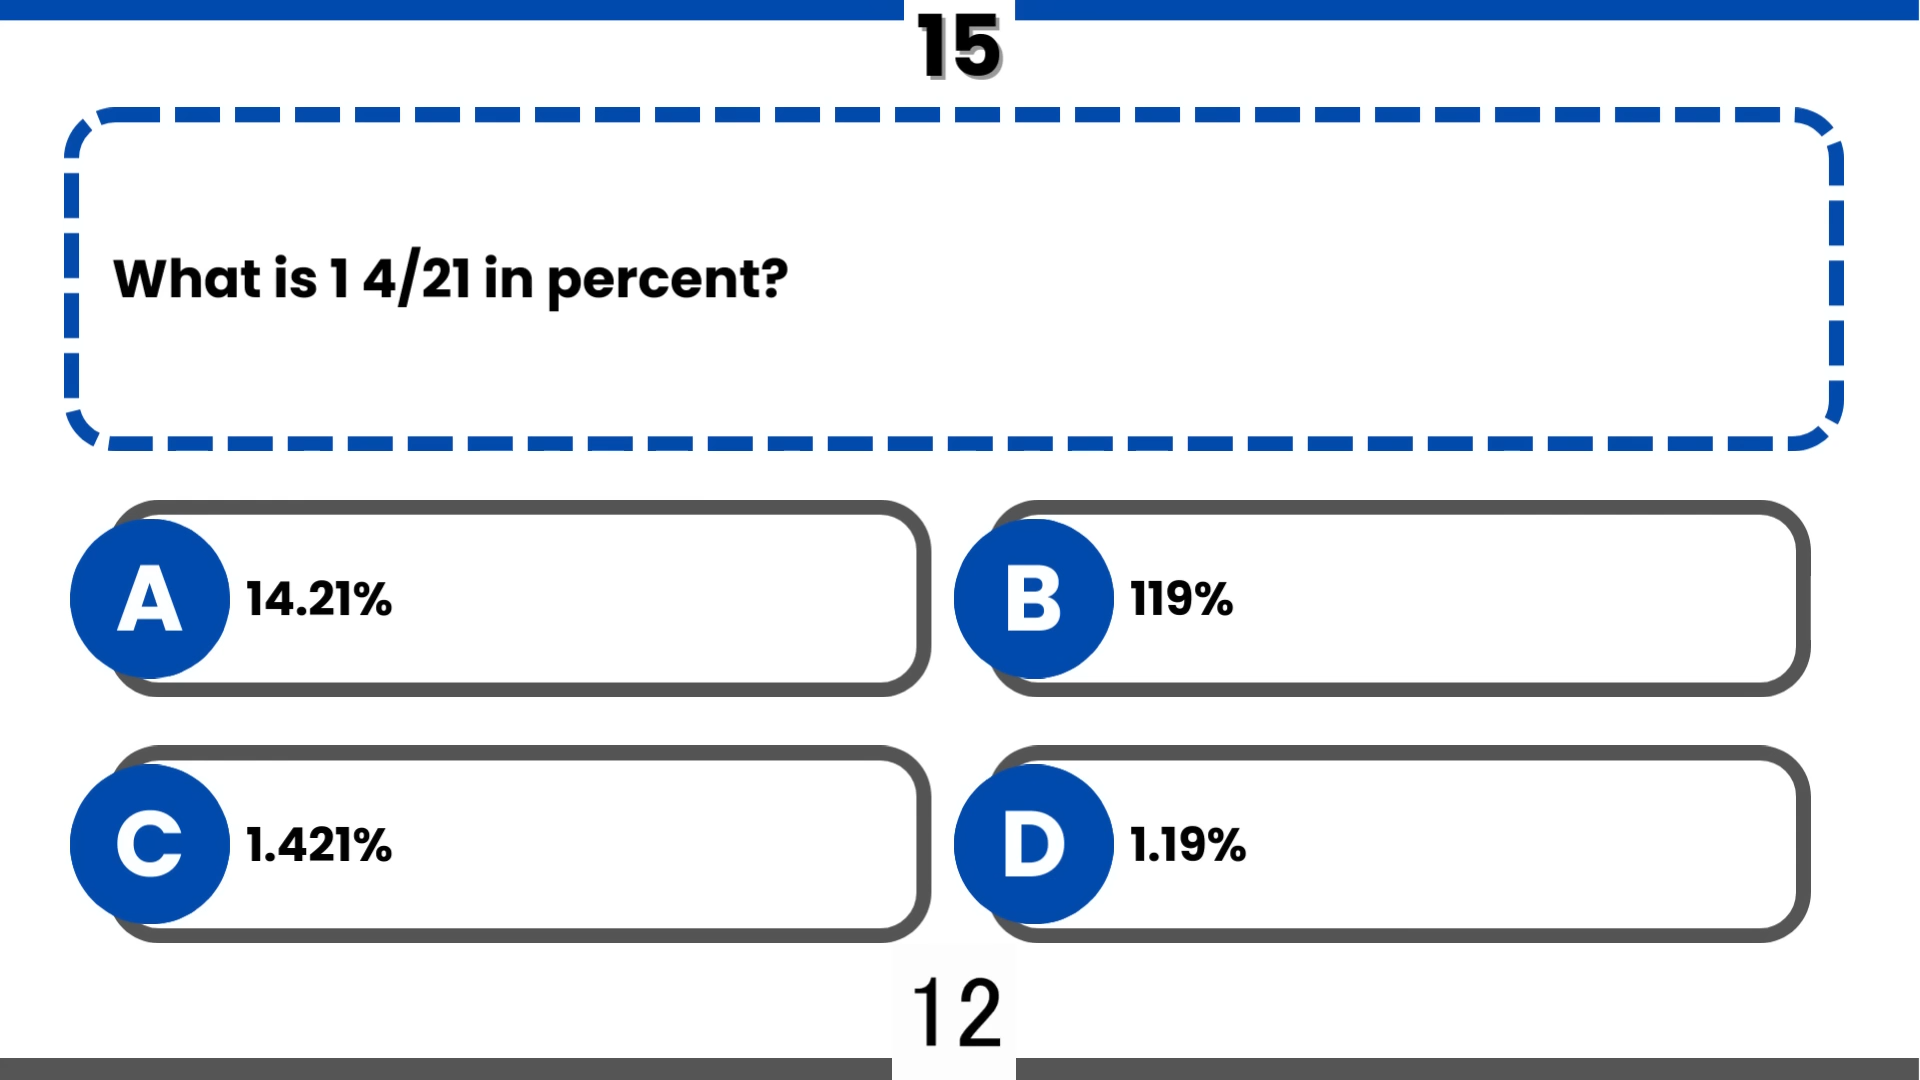 15
What is 1 4/21 in percent?
A 14.21%
B 119%
C 1.421%
D 1.19%
12